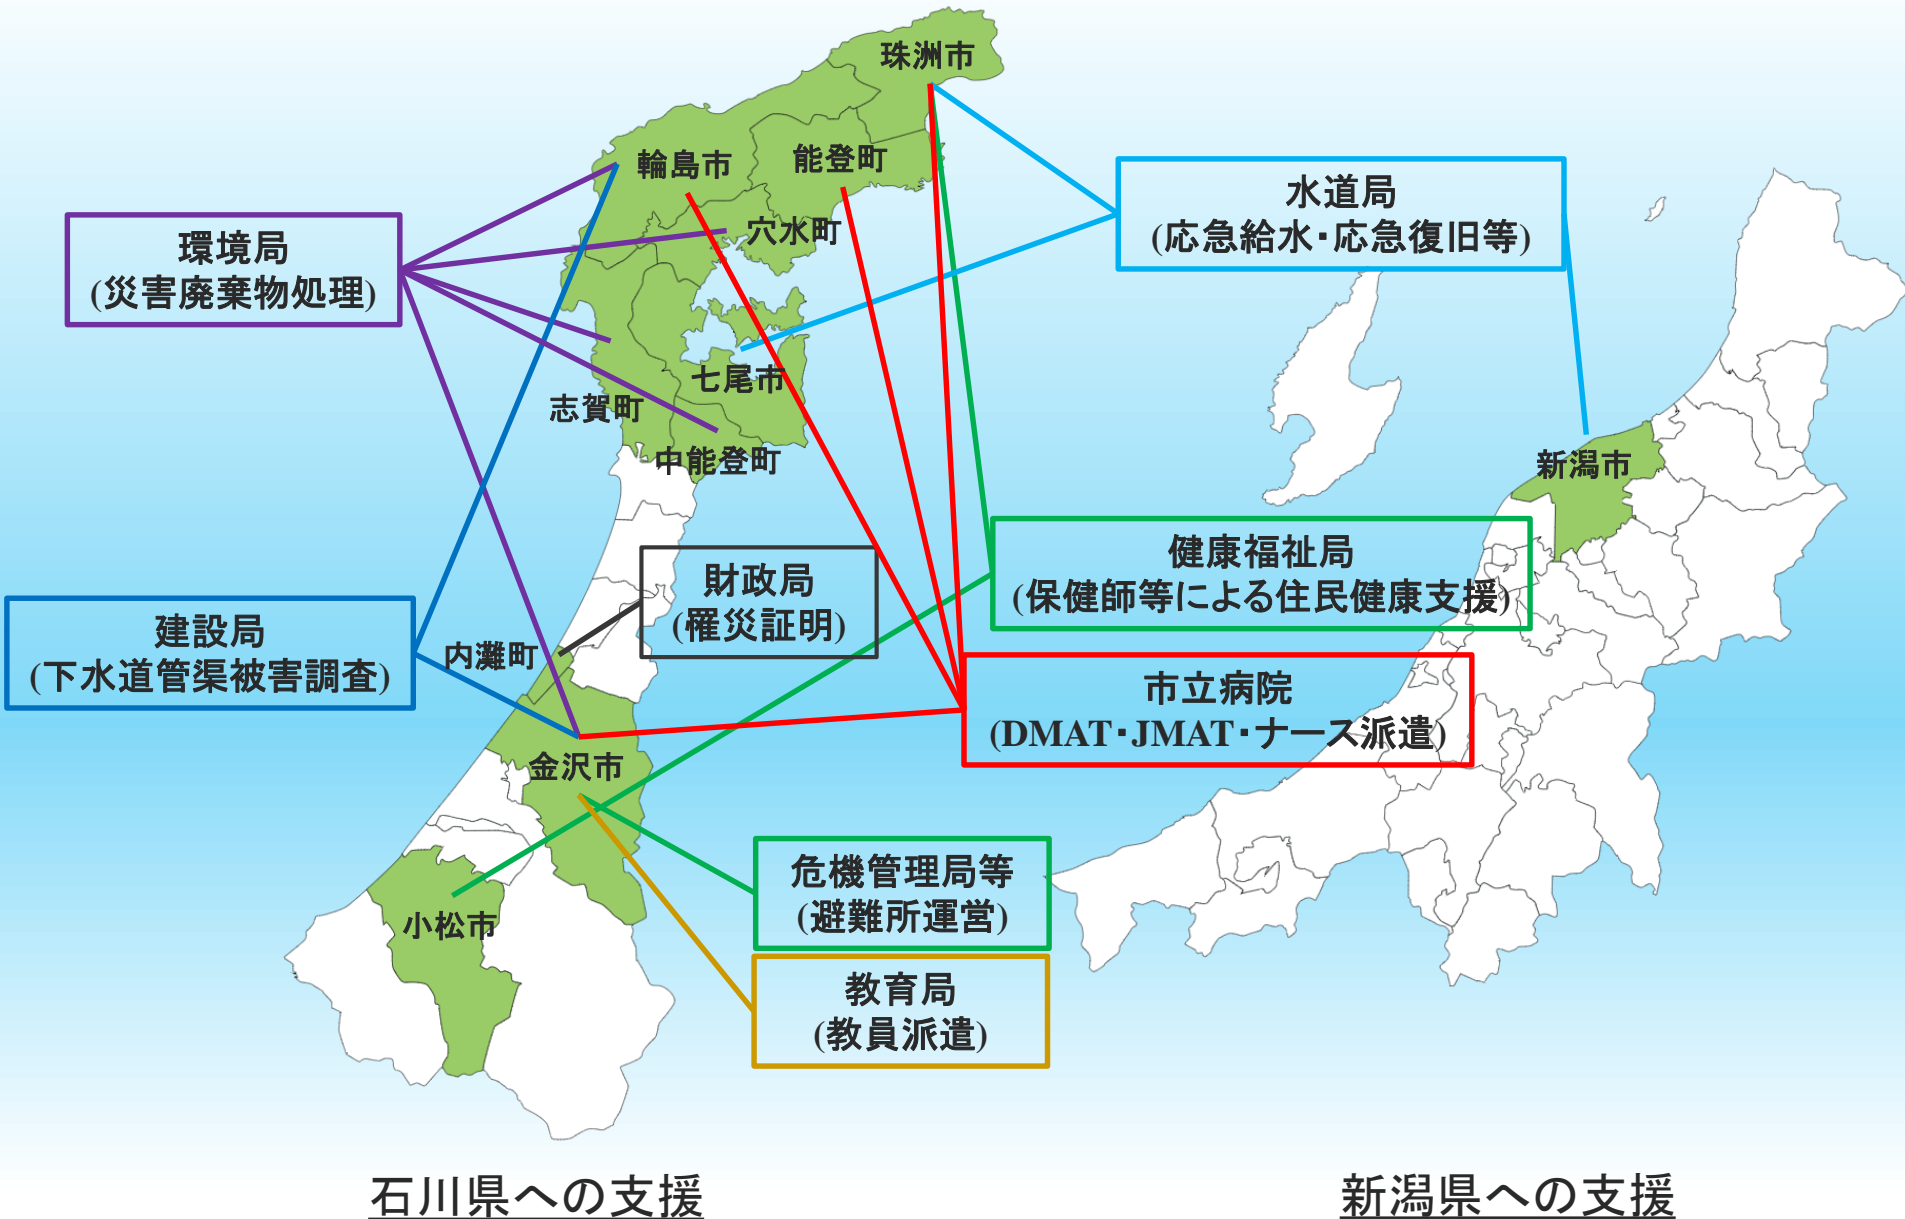 珠洲市
輪島市
能登町
穴水町
七尾市
志賀町
中能登町
環境局
(災害廃棄物処理)
水道局
(応急給水・応急復旧等)
新潟市
健康福祉局
(保健師等による住民健康支援)
財政局
(罹災証明)
建設局
(下水道管渠被害調査)
内灘町
市立病院
(DMAT・JMAT・ナース派遣)
金沢市
危機管理局等
(避難所運営)
小松市
教育局
(教員派遣)
石川県への支援
新潟県への支援